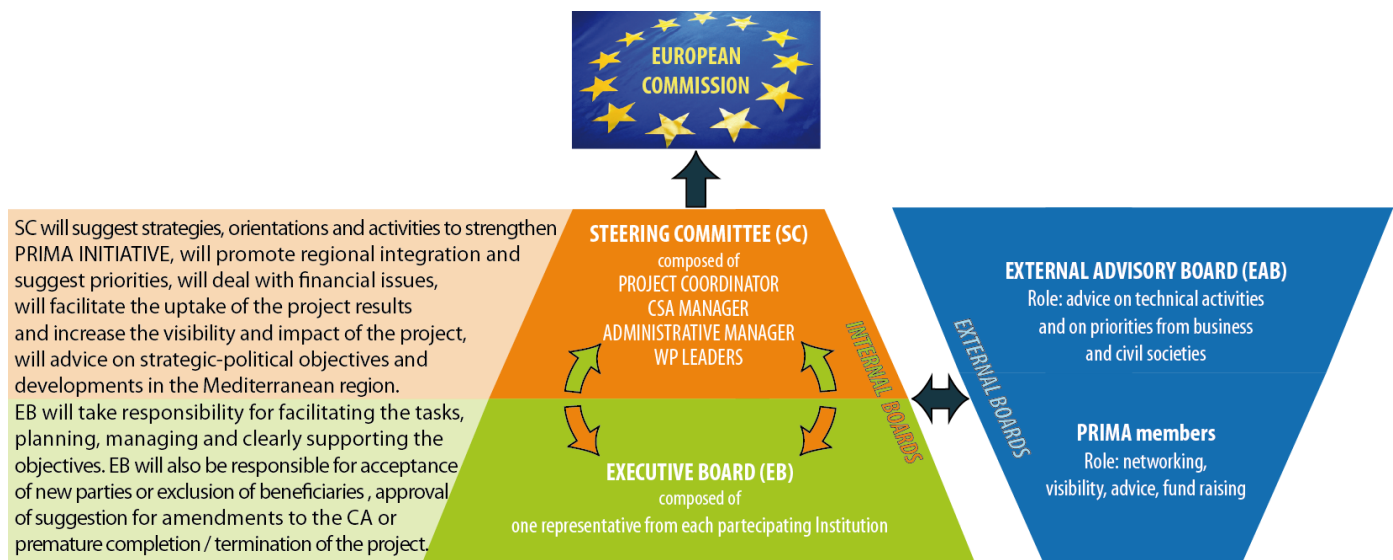 EUROPEAN
COMMISSION
SC will suggest strategies, orientations and activities to strengthen
PRIMA INITIATIVE, will promote regional integration and
suggest priorities, will deal with financial issues,
will facilitate the uptake of the project results
and increase the visibility and impact of the project,
will advice on strategic-political objectives and
developments in the Mediterranean region.
EB will take responsibility for facilitating the tasks,
planning, managing and clearly supporting the
objectives. EB will also be responsible for acceptance
of new parties or exclusion of beneficiaries , approval
of suggestion for amendments to the CA or
premature completion / termination of the project.
STEERING COMMITTEE (SC)
composed of
PROJECT COORDINATOR
CSA MANAGER
ADMINISTRATIVE MANAGER
WP LEADERS
EXECUTIVE BOARD (EB)
composed of
one representative from each partecipating Institution
INTERNAL BOARDS
EXTERNAL BOARDS
EXTERNAL ADVISORY BOARD (EAB)
Role: advice on technical activities
and on priorities from business
and civil societies
PRIMA members
Role: networking,
visibility, advice, fund raising